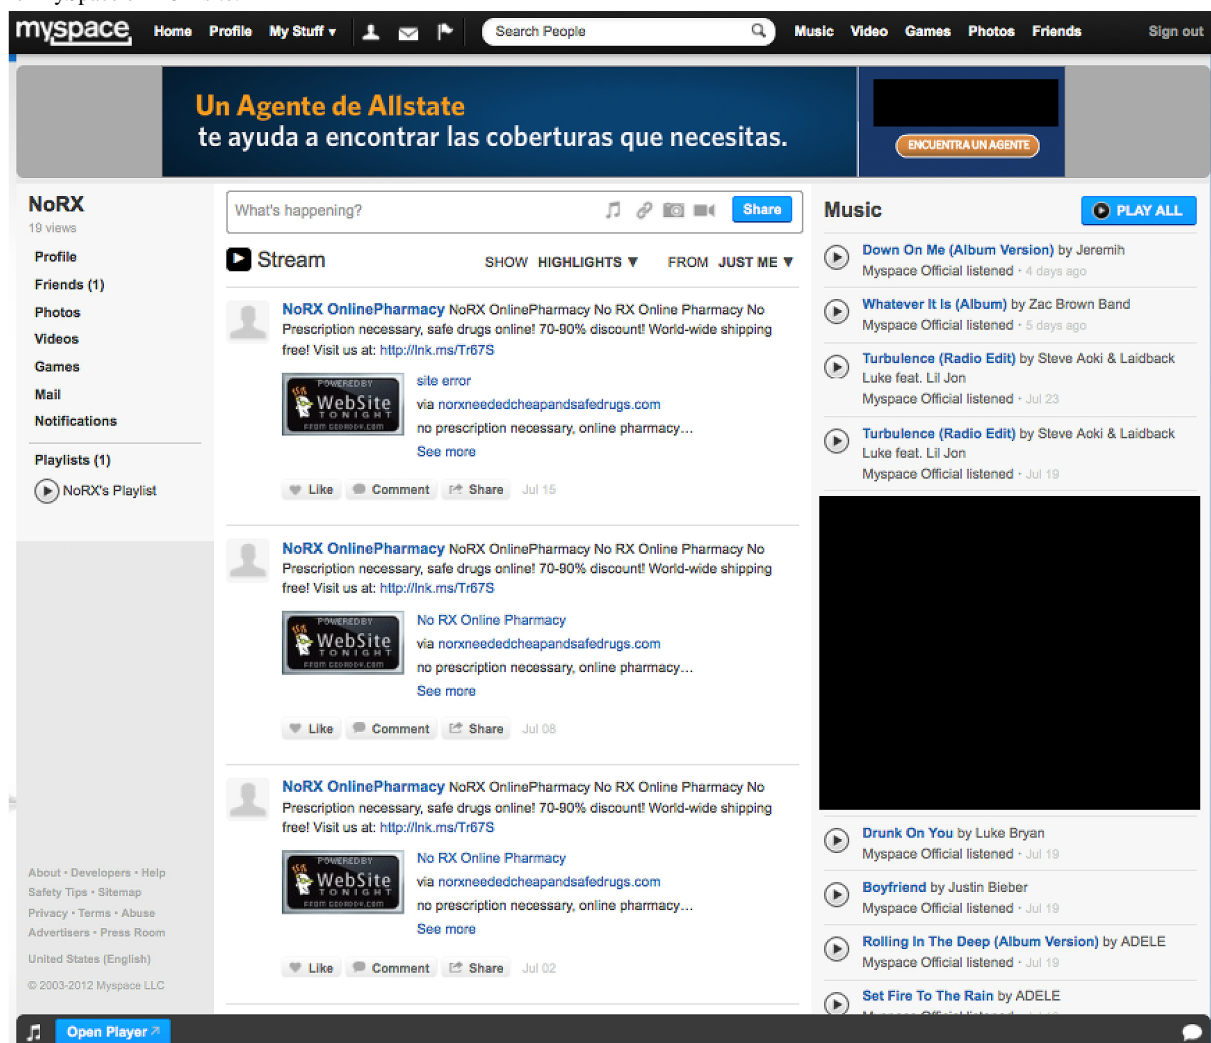 myspace Home Profile My Stuff ▾ Search People Music Video Games Photos Friends Sign out
Un Agente de Allstate
te ayuda a encontrar las coberturas que necesitas.
ENCUENTRA UN AGENTE
NoRX
19 views
Profile
Friends (1)
Photos
Videos
Games
Mail
Notifications
Playlists (1)
NoRX's Playlist
About • Developers • Help
Safety Tips • Sitemap
Privacy • Terms • Abuse
Advertisers • Press Room
United States (English)
© 2003-2012 Myspace LLC
What's happening? Share
Stream SHOW HIGHLIGHTS ▼ FROM JUST ME ▼
NoRX OnlinePharmacy NoRX OnlinePharmacy No RX Online Pharmacy No
Prescription necessary, safe drugs online! 70-90% discount! World-wide shipping
free! Visit us at: http://lnk.ms/Tr67S
POWERED BY
WebSite
TONIGHT
FROM GODADDY.COM
site error
via norxneededcheapandsafedrugs.com
no prescription necessary, online pharmacy...
See more
Like Comment Share Jul 15
NoRX OnlinePharmacy NoRX OnlinePharmacy No RX Online Pharmacy No
Prescription necessary, safe drugs online! 70-90% discount! World-wide shipping
free! Visit us at: http://lnk.ms/Tr67S
POWERED BY
WebSite
TONIGHT
FROM GODADDY.COM
No RX Online Pharmacy
via norxneededcheapandsafedrugs.com
no prescription necessary, online pharmacy...
See more
Like Comment Share Jul 08
NoRX OnlinePharmacy NoRX OnlinePharmacy No RX Online Pharmacy No
Prescription necessary, safe drugs online! 70-90% discount! World-wide shipping
free! Visit us at: http://lnk.ms/Tr67S
POWERED BY
WebSite
TONIGHT
FROM GODADDY.COM
No RX Online Pharmacy
via norxneededcheapandsafedrugs.com
no prescription necessary, online pharmacy...
See more
Like Comment Share Jul 02
Music PLAY ALL
Down On Me (Album Version) by Jeremih
Myspace Official listened • 4 days ago
Whatever It Is (Album) by Zac Brown Band
Myspace Official listened • 5 days ago
Turbulence (Radio Edit) by Steve Aoki & Laidback
Luke feat. Lil Jon
Myspace Official listened • Jul 23
Turbulence (Radio Edit) by Steve Aoki & Laidback
Luke feat. Lil Jon
Myspace Official listened • Jul 19
Drunk On You by Luke Bryan
Myspace Official listened • Jul 19
Boyfriend by Justin Bieber
Myspace Official listened • Jul 19
Rolling In The Deep (Album Version) by ADELE
Myspace Official listened • Jul 19
Set Fire To The Rain by ADELE
Open Player